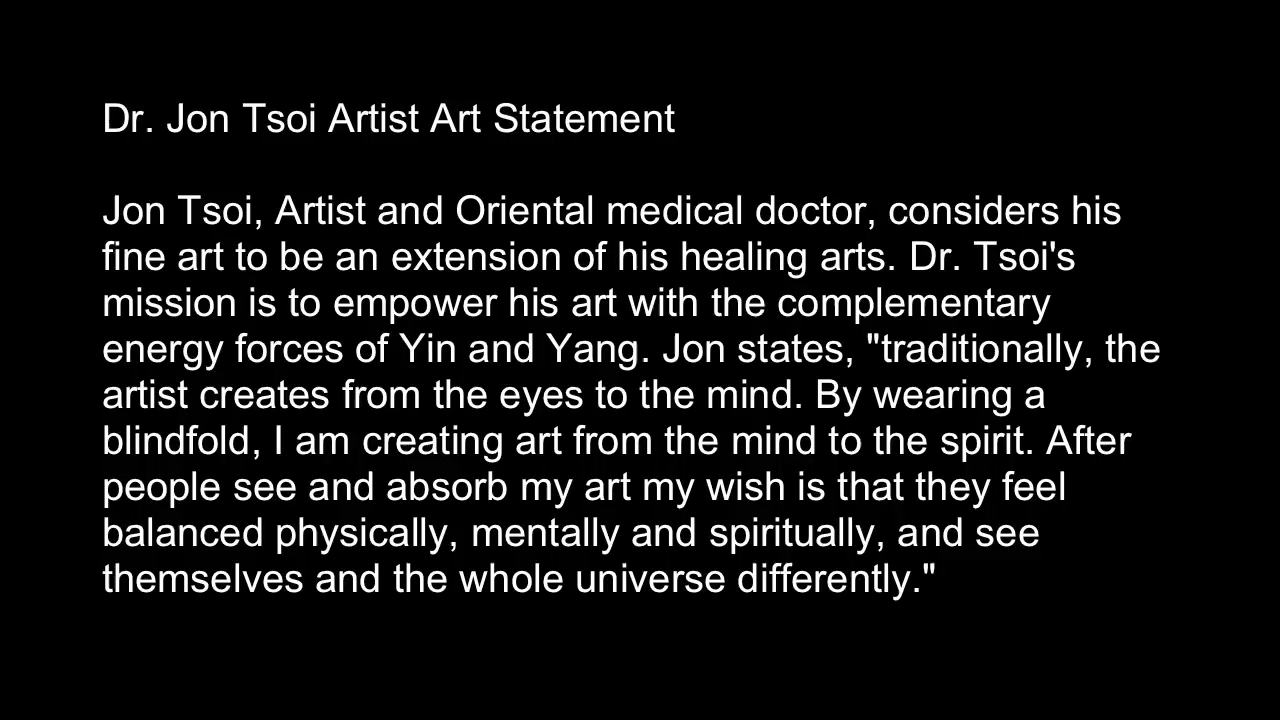 Dr. Jon Tsoi Artist Art Statement
Jon Tsoi, Artist and Oriental medical doctor, considers his
fine art to be an extension of his healing arts. Dr. Tsoi's
mission is to empower his art with the complementary
energy forces of Yin and Yang. Jon states, "traditionally, the
artist creates from the eyes to the mind. By wearing a
blindfold, I am creating art from the mind to the spirit. After
people see and absorb my art my wish is that they feel
balanced physically, mentally and spiritually, and see
themselves and the whole universe differently."